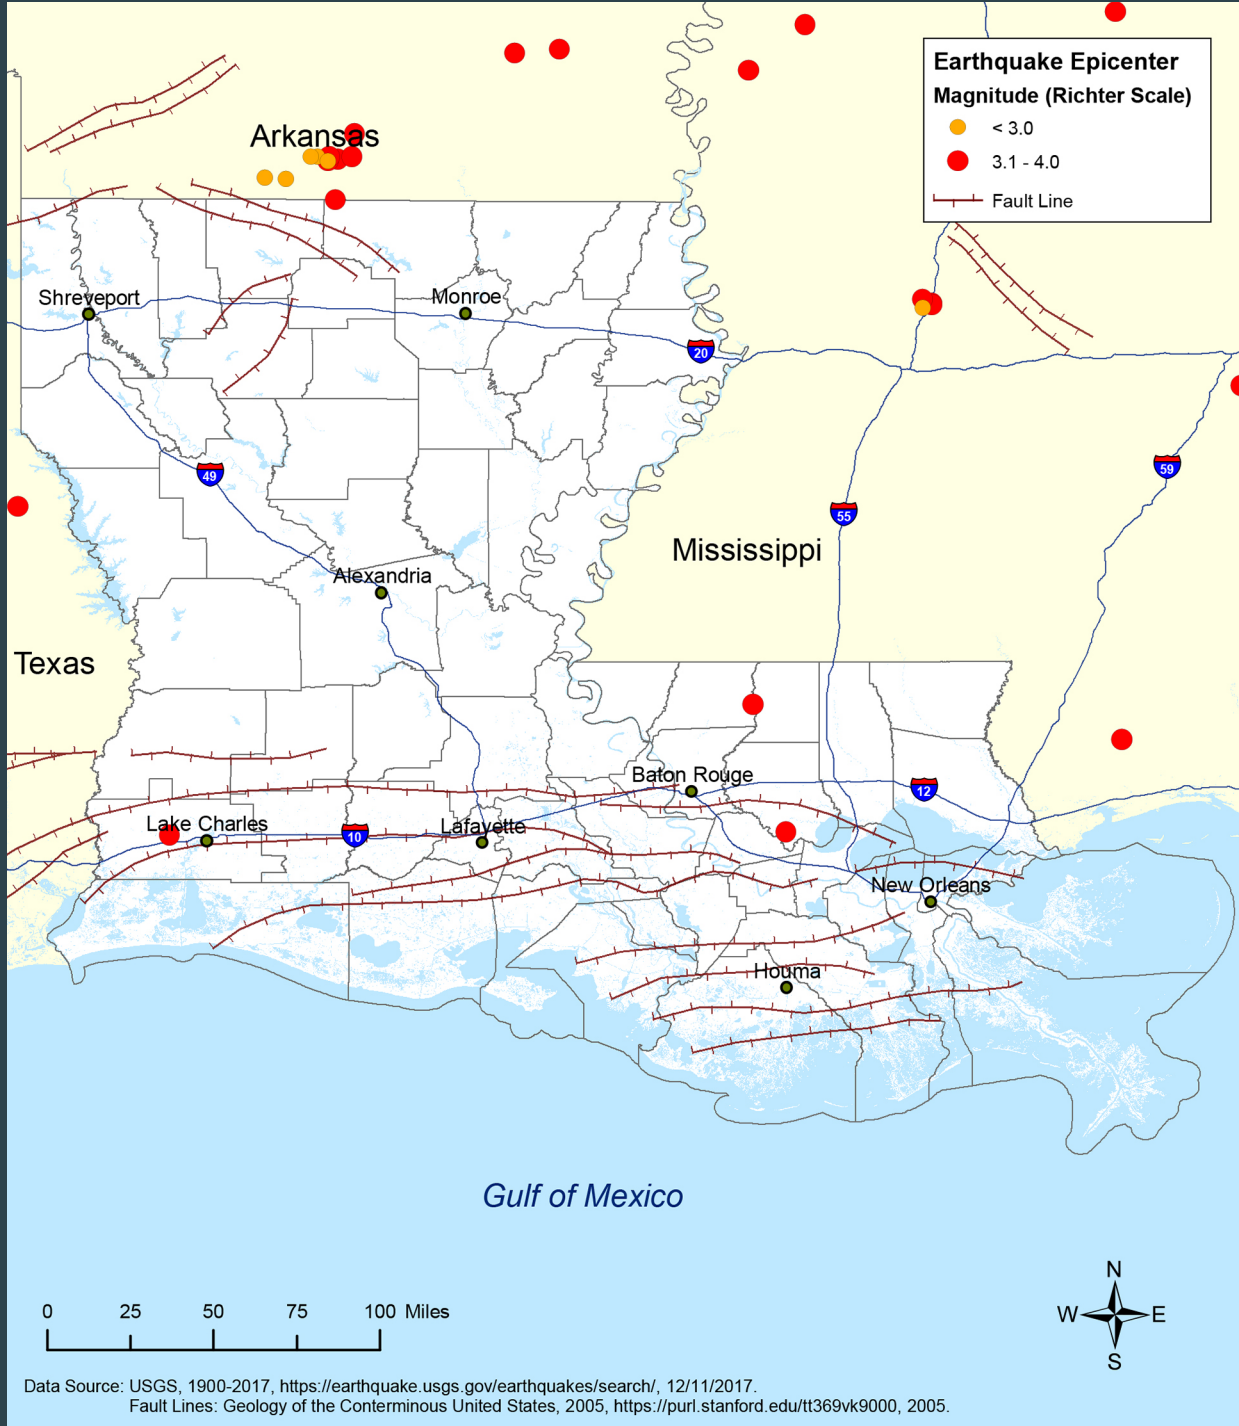 Earthquake Epicenter
Magnitude (Richter Scale)
< 3.0
3.1 - 4.0
Fault Line
Arkansas
Shreveport
Monroe
20
49
59
55
Mississippi
Alexandria
Texas
Baton Rouge
12
Lake Charles
10
Lafayette
New Orleans
Houma
Gulf of Mexico
N
W E
S
0 25 50 75 100 Miles
Data Source: USGS, 1900-2017, https://earthquake.usgs.gov/earthquakes/search/, 12/11/2017.
Fault Lines: Geology of the Conterminous United States, 2005, https://purl.stanford.edu/tt369vk9000, 2005.